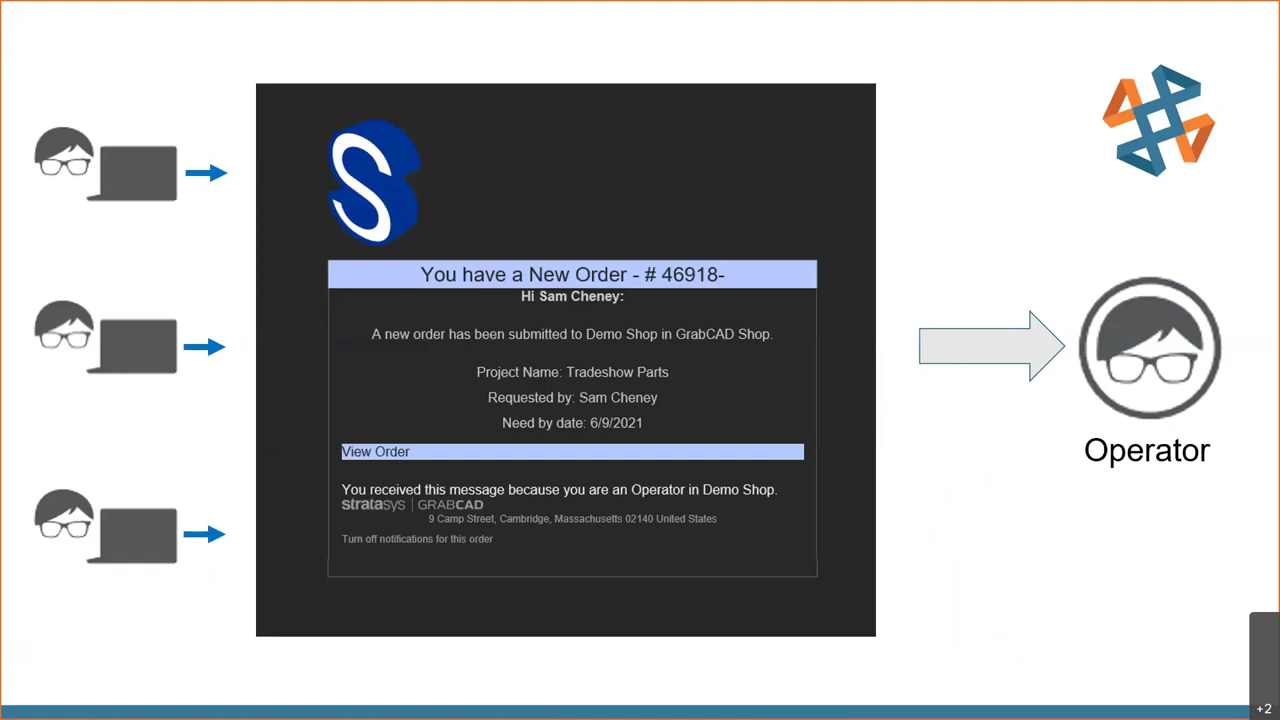 S
You have a New Order - # 46918-
Hi Sam Cheney:
A new order has been submitted to Demo Shop in GrabCAD Shop.
Project Name: Tradeshow Parts
Requested by: Sam Cheney
Need by date: 6/9/2021
View Order
You received this message because you are an Operator in Demo Shop.
stratasys | GRABCAD
9 Camp Street, Cambridge, Massachusetts 02140 United States
Turn off notifications for this order
Operator
+2